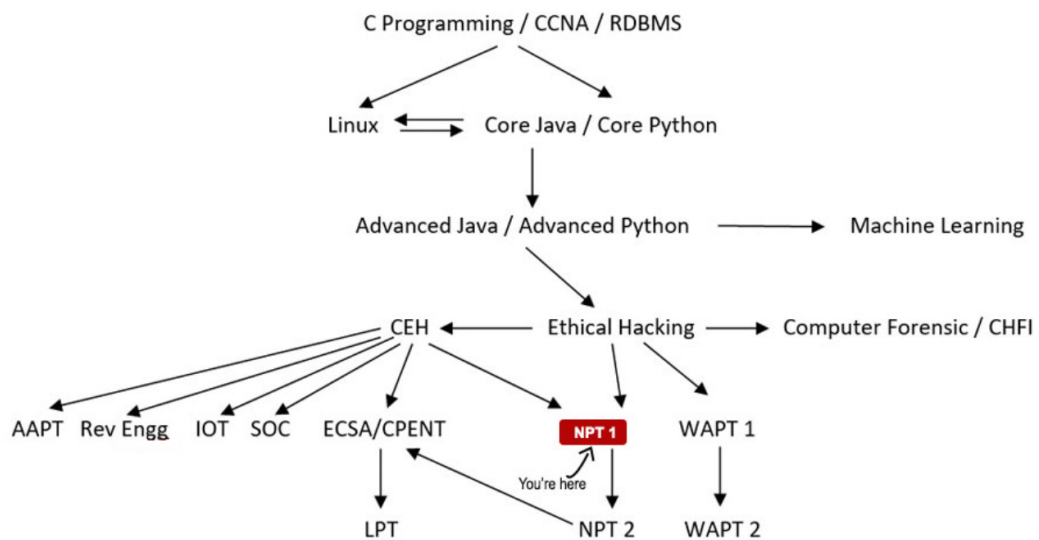 C Programming / CCNA / RDBMS
Linux
Core Java / Core Python
Advanced Java / Advanced Python
Machine Learning
CEH
Ethical Hacking
Computer Forensic / CHFI
AAPT
Rev Engg
IOT
SOC
ECSA/CPENT
NPT 1
WAPT 1
You're here
LPT
NPT 2
WAPT 2